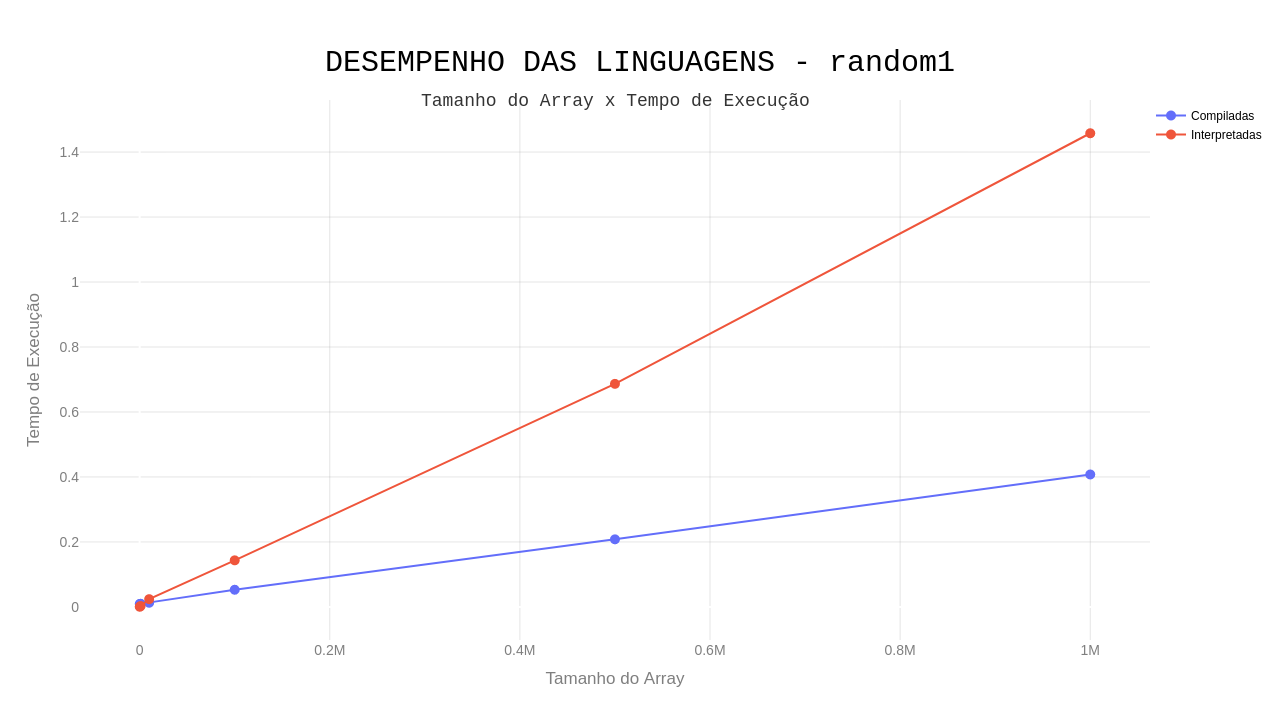 DESEMPENHO DAS LINGUAGENS - random1
Tamanho do Array x Tempo de Execução
Compiladas
Interpretadas
1.4
1.2
1
0.8
0.6
0.4
0.2
0
Tempo de Execução
0
0.2M
0.4M
0.6M
0.8M
1M
Tamanho do Array